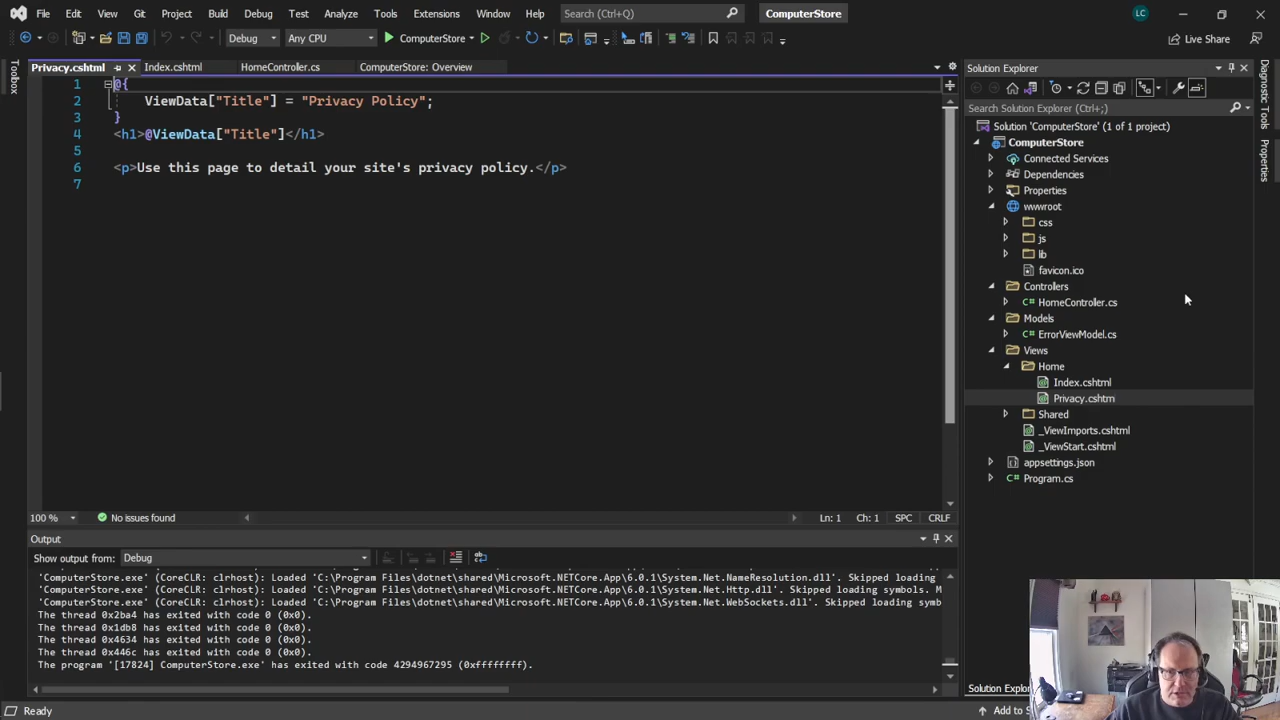 File Edit View Git Project Build Debug Test Analyze Tools Extensions Window Help Search (Ctrl+Q) ComputerStore LC
Debug Any CPU ComputerStore Live Share
Privacy.cshtml Index.cshtml HomeController.cs ComputerStore: Overview
Toolbox
1 @{
2 ViewData["Title"] = "Privacy Policy";
3 }
4 <h1>@ViewData["Title"]</h1>
5
6 <p>Use this page to detail your site's privacy policy.</p>
7
100 % No issues found Ln: 1 Ch: 1 SPC CRLF
Output
Show output from: Debug
'ComputerStore.exe' (CoreCLR: clrhost): Loaded 'C:\Program Files\dotnet\shared\Microsoft.NETCore.App\6.0.1\System.Net.NameResolution.dll'. Skipped loading
'ComputerStore.exe' (CoreCLR: clrhost): Loaded 'C:\Program Files\dotnet\shared\Microsoft.NETCore.App\6.0.1\System.Net.Http.dll'. Skipped loading symbols. M
'ComputerStore.exe' (CoreCLR: clrhost): Loaded 'C:\Program Files\dotnet\shared\Microsoft.NETCore.App\6.0.1\System.Net.WebSockets.dll'. Skipped loading symb
The thread 0x2ba4 has exited with code 0 (0x0).
The thread 0x1db8 has exited with code 0 (0x0).
The thread 0x4634 has exited with code 0 (0x0).
The thread 0x446c has exited with code 0 (0x0).
The program '[17824] ComputerStore.exe' has exited with code 4294967295 (0xffffffff).
Solution Explorer
Search Solution Explorer (Ctrl+;)
Solution 'ComputerStore' (1 of 1 project)
ComputerStore
Connected Services
Dependencies
Properties
wwwroot
css
js
lib
favicon.ico
Controllers
C# HomeController.cs
Models
C# ErrorViewModel.cs
Views
Home
Index.cshtml
Privacy.cshtm
Shared
_ViewImports.cshtml
_ViewStart.cshtml
appsettings.json
C# Program.cs
Solution Explor
Diagnostic Tools
Properties
Ready Add to S